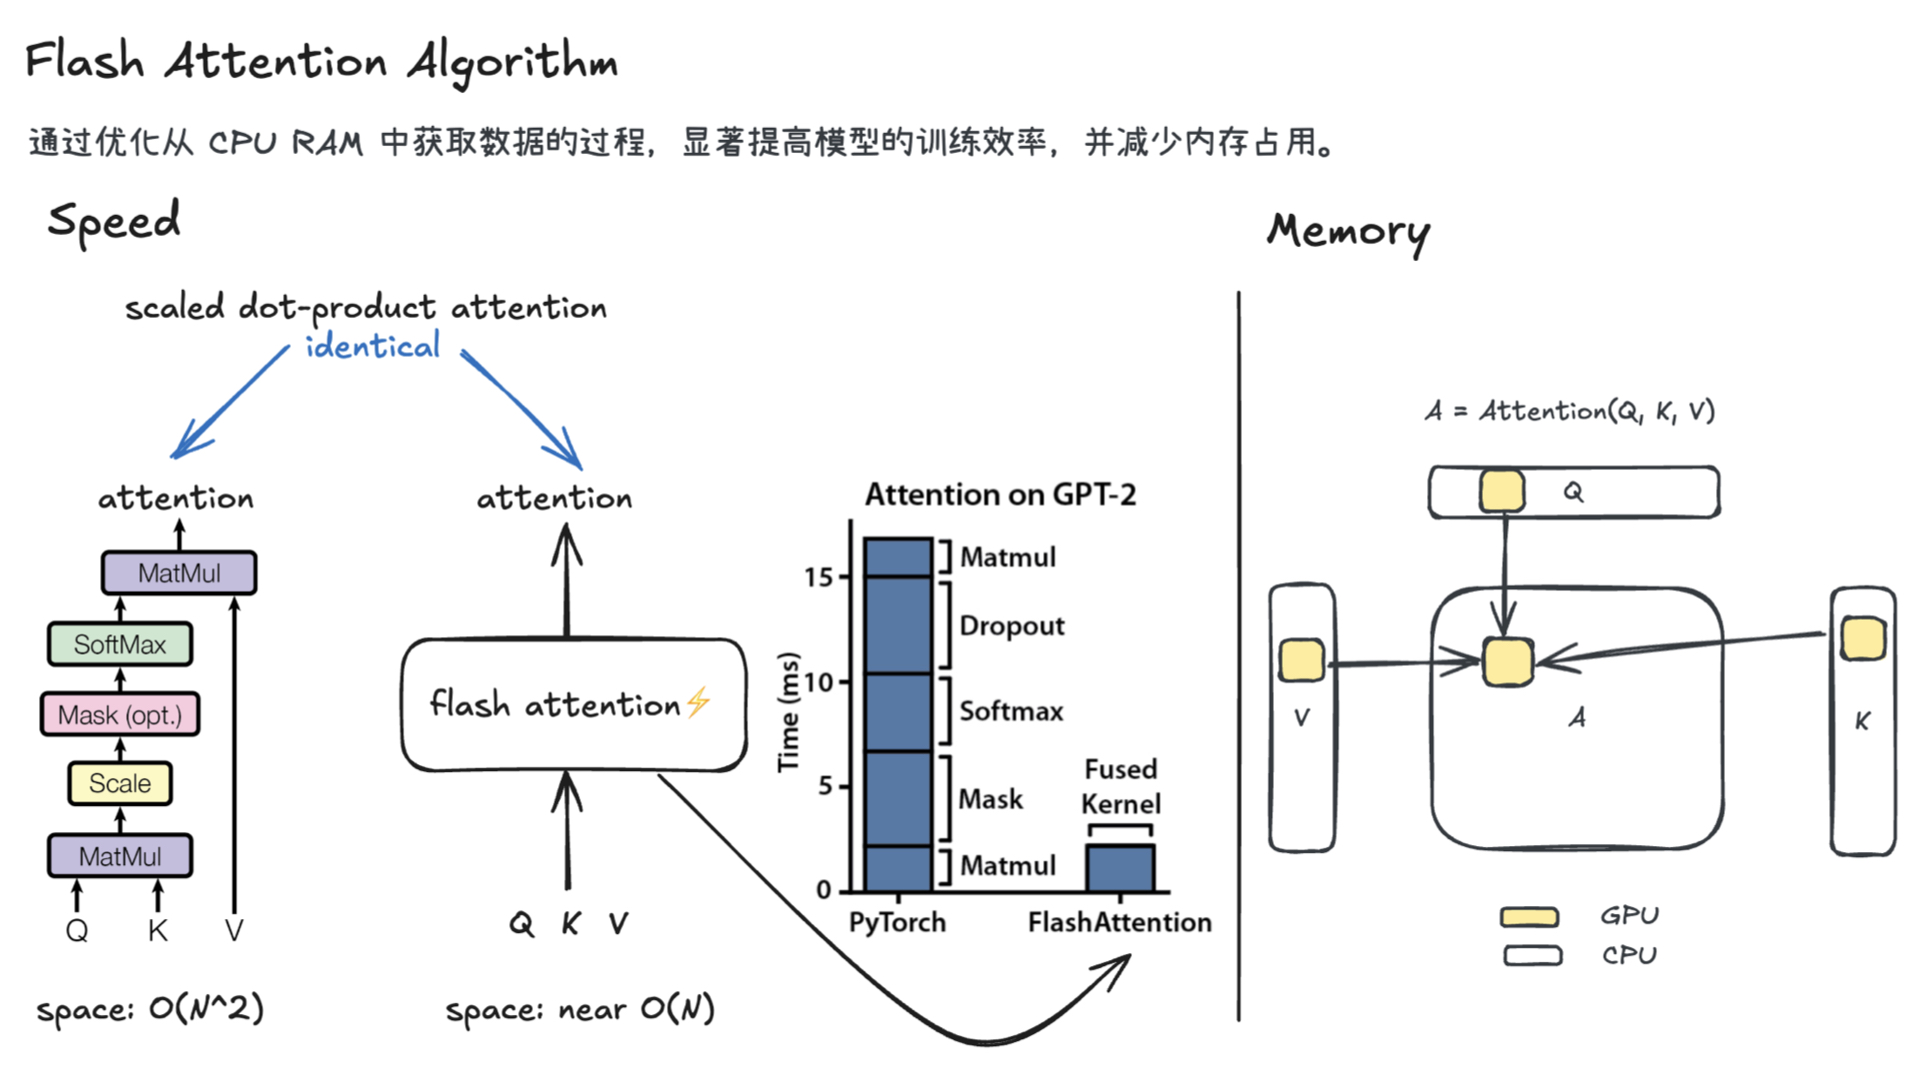 Flash Attention Algorithm
通过优化从 CPU RAM 中获取数据的过程，显著提高模型的训练效率，并减少内存占用。
Speed
scaled dot-product attention
identical
attention
MatMul
SoftMax
Mask (opt.)
Scale
MatMul
Q K V
space: O(N^2)
attention
flash attention⚡
Q K V
space: near O(N)
Attention on GPT-2
Time (ms)
15
10
5
0
Matmul
Dropout
Softmax
Mask
Matmul
Fused
Kernel
PyTorch
FlashAttention
Memory
A = Attention(Q, K, V)
Q
V
A
K
GPU
CPU